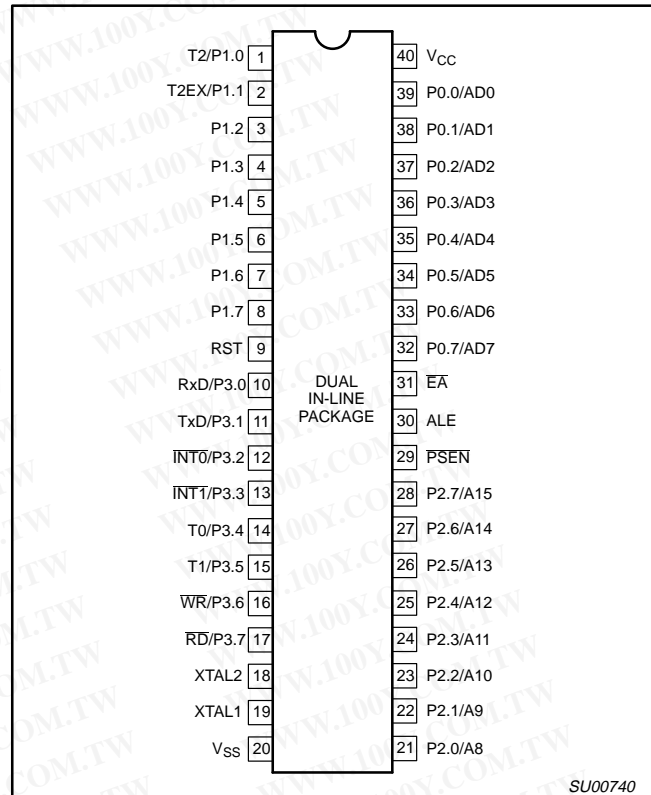 T2/P1.0 1
T2EX/P1.1 2
P1.2 3
P1.3 4
P1.4 5
P1.5 6
P1.6 7
P1.7 8
RST 9
RxD/P3.0 10
TxD/P3.1 11
I̅N̅T̅0̅/P3.2 12
I̅N̅T̅1̅/P3.3 13
T0/P3.4 14
T1/P3.5 15
W̅R̅/P3.6 16
R̅D̅/P3.7 17
XTAL2 18
XTAL1 19
VSS 20
DUAL
IN-LINE
PACKAGE
40 VCC
39 P0.0/AD0
38 P0.1/AD1
37 P0.2/AD2
36 P0.3/AD3
35 P0.4/AD4
34 P0.5/AD5
33 P0.6/AD6
32 P0.7/AD7
31 E̅A̅
30 ALE
29 P̅S̅E̅N̅
28 P2.7/A15
27 P2.6/A14
26 P2.5/A13
25 P2.4/A12
24 P2.3/A11
23 P2.2/A10
22 P2.1/A9
21 P2.0/A8
SU00740
WWW.100Y.COM.TW